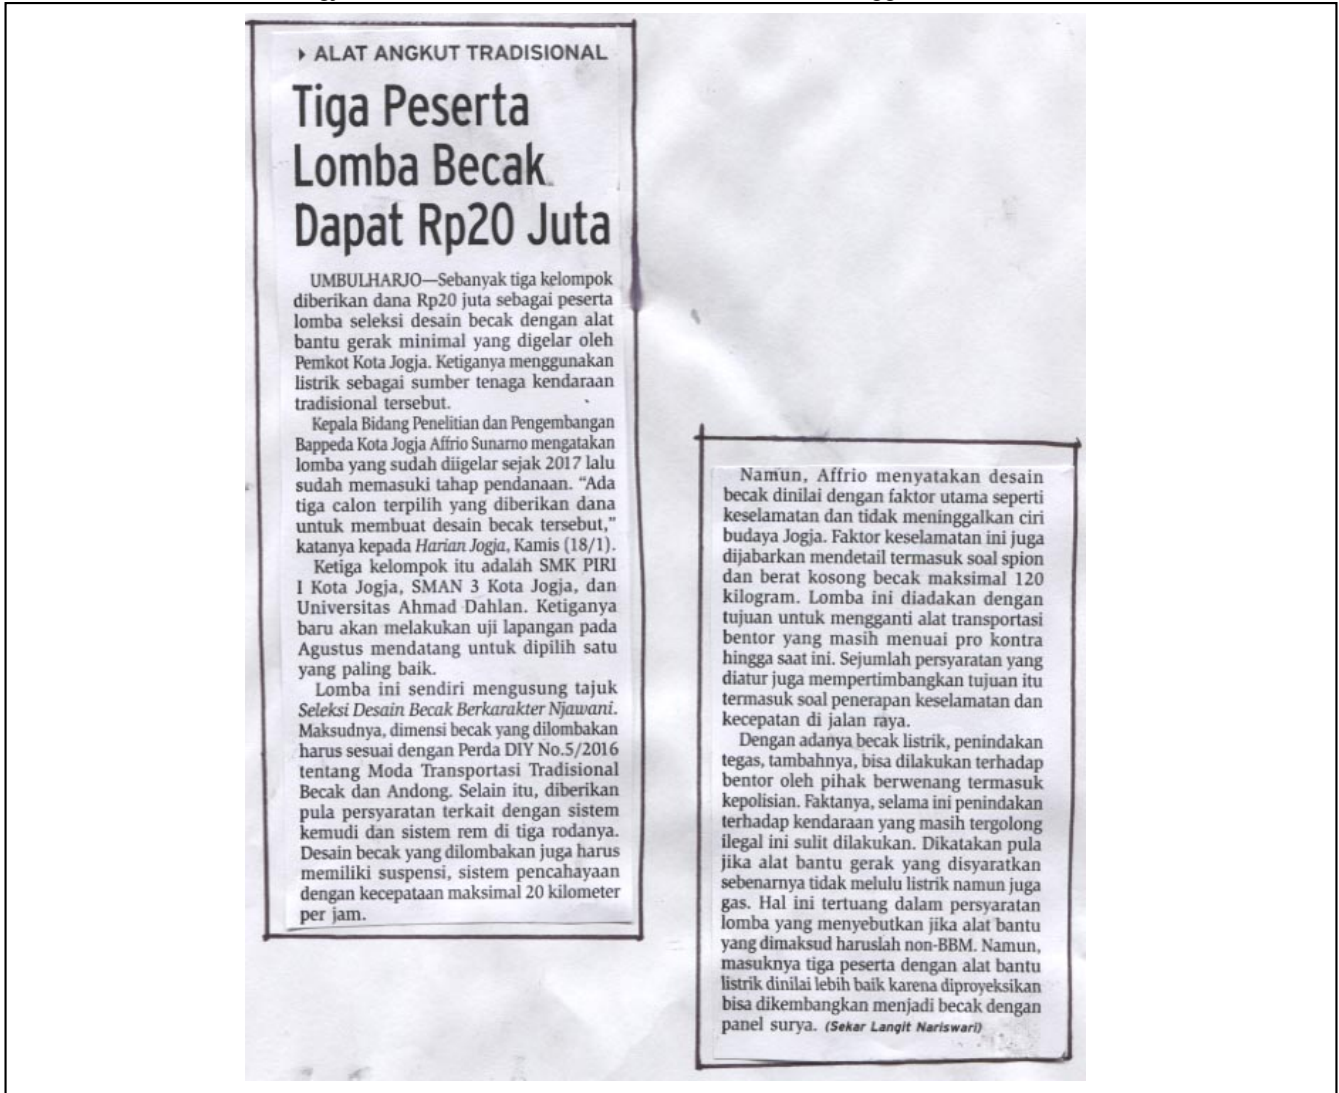 ALAT ANGKUT TRADISIONAL
Tiga Peserta
Lomba Becak
Dapat Rp20 Juta
UMBULHARJO—Sebanyak tiga kelompok
diberikan dana Rp20 juta sebagai peserta
lomba seleksi desain becak dengan alat
bantu gerak minimal yang digelar oleh
Pemkot Kota Jogja. Ketiganya menggunakan
listrik sebagai sumber tenaga kendaraan
tradisional tersebut.
Kepala Bidang Penelitian dan Pengembangan
Bappeda Kota Jogja Affrio Sunarno mengatakan
lomba yang sudah diigelar sejak 2017 lalu
sudah memasuki tahap pendanaan. “Ada
tiga calon terpilih yang diberikan dana
untuk membuat desain becak tersebut,”
katanya kepada Harian Jogja, Kamis (18/1).
Ketiga kelompok itu adalah SMK PIRI
I Kota Jogja, SMAN 3 Kota Jogja, dan
Universitas Ahmad Dahlan. Ketiganya
baru akan melakukan uji lapangan pada
Agustus mendatang untuk dipilih satu
yang paling baik.
Lomba ini sendiri mengusung tajuk
Seleksi Desain Becak Berkarakter Njawani.
Maksudnya, dimensi becak yang dilombakan
harus sesuai dengan Perda DIY No.5/2016
tentang Moda Transportasi Tradisional
Becak dan Andong. Selain itu, diberikan
pula persyaratan terkait dengan sistem
kemudi dan sistem rem di tiga rodanya.
Desain becak yang dilombakan juga harus
memiliki suspensi, sistem pencahayaan
dengan kecepataan maksimal 20 kilometer
per jam.
Namun, Affrio menyatakan desain
becak dinilai dengan faktor utama seperti
keselamatan dan tidak meninggalkan ciri
budaya Jogja. Faktor keselamatan ini juga
dijabarkan mendetail termasuk soal spion
dan berat kosong becak maksimal 120
kilogram. Lomba ini diadakan dengan
tujuan untuk mengganti alat transportasi
bentor yang masih menuai pro kontra
hingga saat ini. Sejumlah persyaratan yang
diatur juga mempertimbangkan tujuan itu
termasuk soal penerapan keselamatan dan
kecepatan di jalan raya.
Dengan adanya becak listrik, penindakan
tegas, tambahnya, bisa dilakukan terhadap
bentor oleh pihak berwenang termasuk
kepolisian. Faktanya, selama ini penindakan
terhadap kendaraan yang masih tergolong
ilegal ini sulit dilakukan. Dikatakan pula
jika alat bantu gerak yang disyaratkan
sebenarnya tidak melulu listrik namun juga
gas. Hal ini tertuang dalam persyaratan
lomba yang menyebutkan jika alat bantu
yang dimaksud haruslah non-BBM. Namun,
masuknya tiga peserta dengan alat bantu
listrik dinilai lebih baik karena diproyeksikan
bisa dikembangkan menjadi becak dengan
panel surya. (Sekar Langit Nariswari)